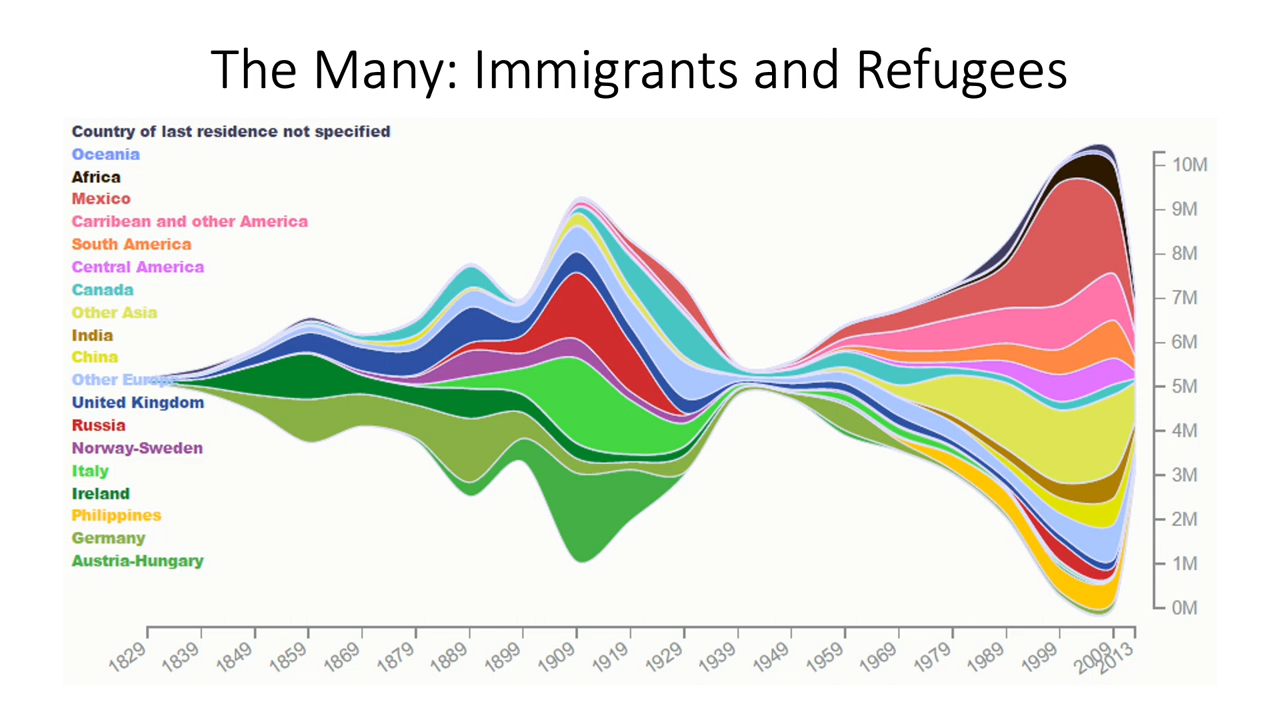 The Many: Immigrants and Refugees
Country of last residence not specified
Oceania
Africa
Mexico
Carribean and other America
South America
Central America
Canada
Other Asia
India
China
Other Europe
United Kingdom
Russia
Norway-Sweden
Italy
Ireland
Philippines
Germany
Austria-Hungary
10M
9M
8M
7M
6M
5M
4M
3M
2M
1M
0M
1829 1839 1849 1859 1869 1879 1889 1899 1909 1919 1929 1939 1949 1959 1969 1979 1989 1999 2009 2013